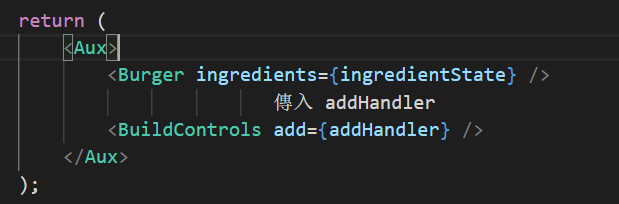 return (
<Aux>
<Burger ingredients={ingredientState} />
傳入 addHandler
<BuildControls add={addHandler} />
</Aux>
);